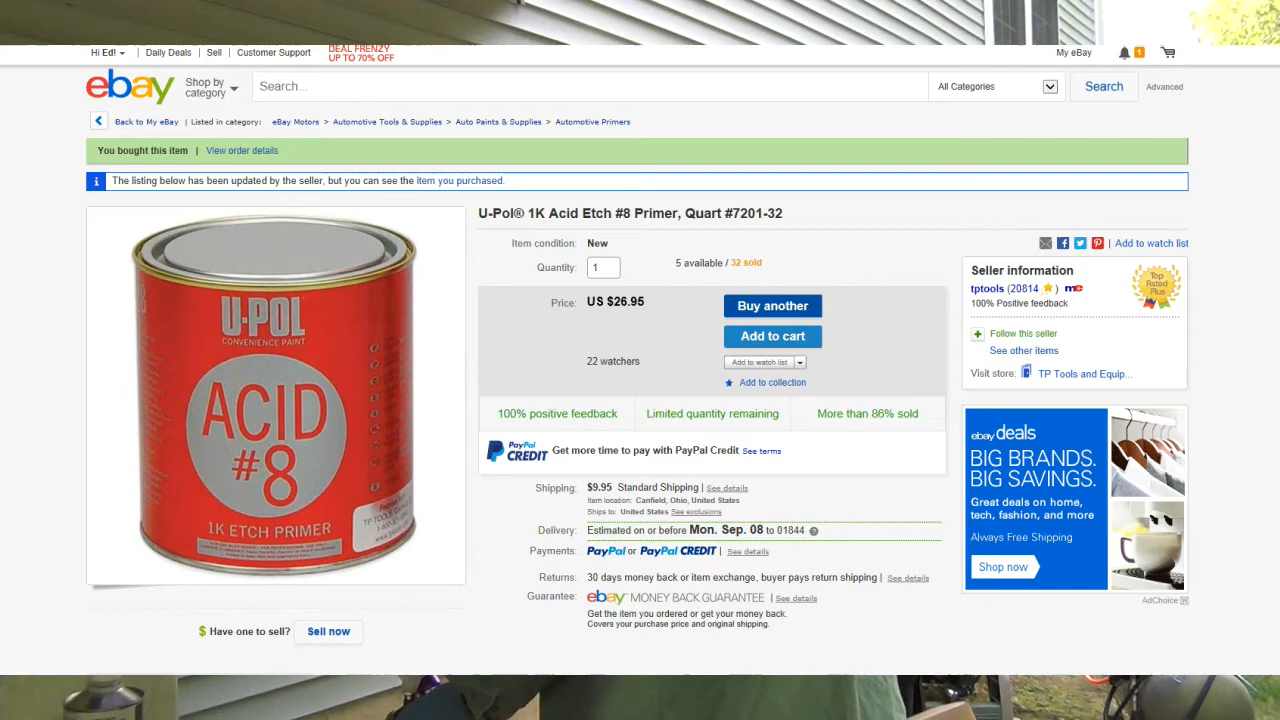 Hi Ed! | Daily Deals | Sell | Customer Support
DEAL FRENZY
UP TO 70% OFF
My eBay
1
ebay
Shop by
category
Search...
All Categories
Search
Advanced
Back to My eBay | Listed in category: eBay Motors > Automotive Tools & Supplies > Auto Paints & Supplies > Automotive Primers
You bought this item | View order details
i The listing below has been updated by the seller, but you can see the item you purchased.
U-POL
CONVENIENCE PAINT
ACID
#8
1K ETCH PRIMER
$ Have one to sell? Sell now
U-Pol® 1K Acid Etch #8 Primer, Quart #7201-32
Item condition: New
Quantity: 1
5 available / 32 sold
Price: US $26.95
Buy another
Add to cart
22 watchers
Add to watch list
Add to collection
100% positive feedback
Limited quantity remaining
More than 86% sold
PayPal
CREDIT
Get more time to pay with PayPal Credit See terms
Shipping: $9.95 Standard Shipping | See details
Item location: Canfield, Ohio, United States
Ships to: United States See exclusions
Delivery: Estimated on or before Mon. Sep. 08 to 01844 ?
Payments: PayPal or PayPal CREDIT | See details
Returns: 30 days money back or item exchange, buyer pays return shipping | See details
Guarantee: ebay™ MONEY BACK GUARANTEE | See details
Get the item you ordered or get your money back.
Covers your purchase price and original shipping.
| Add to watch list
Seller information
tptools (20814 ) me
100% Positive feedback
Top
Rated
Plus
+ Follow this seller
See other items
Visit store: TP Tools and Equip...
ebay deals
BIG BRANDS.
BIG SAVINGS.
Great deals on home,
tech, fashion, and more
Always Free Shipping
Shop now
AdChoice